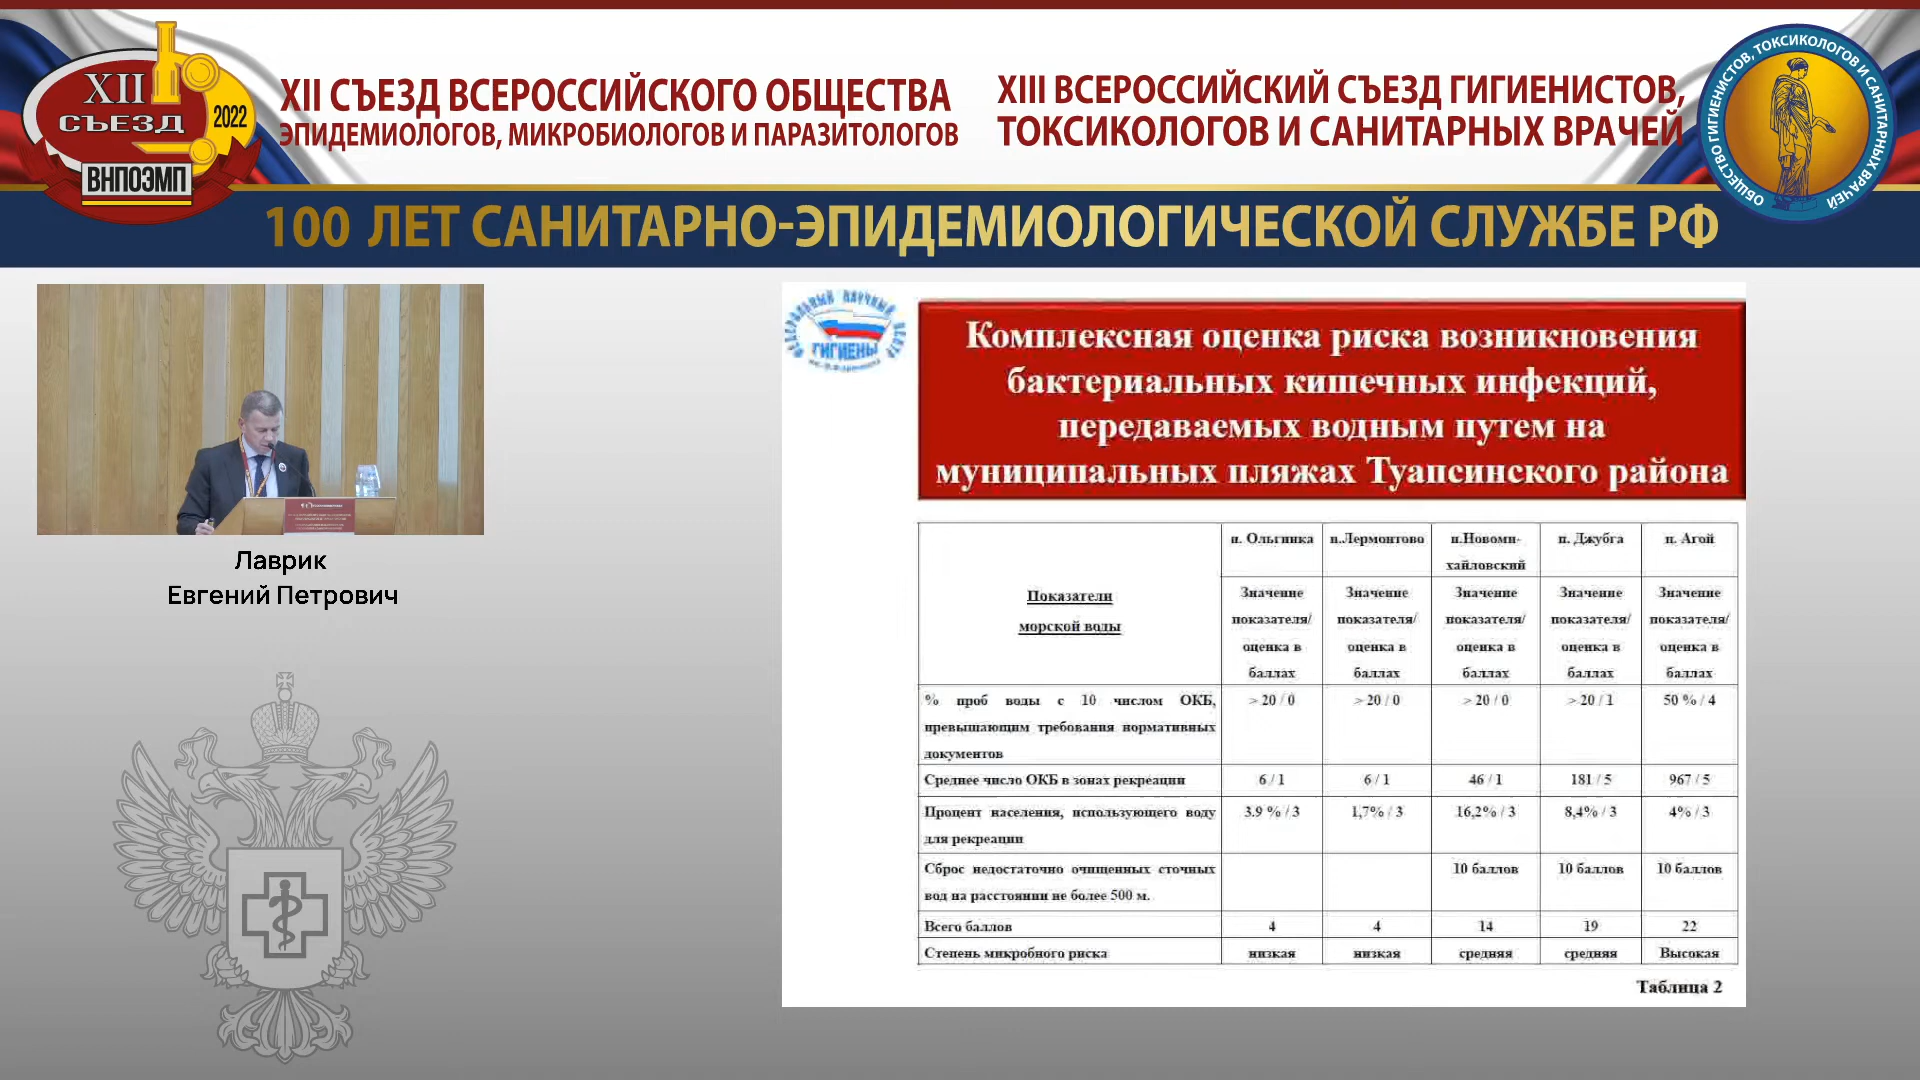 XII
СЪЕЗД
2022
ВНПОЭМП
XII СЪЕЗД ВСЕРОССИЙСКОГО ОБЩЕСТВА
ЭПИДЕМИОЛОГОВ, МИКРОБИОЛОГОВ И ПАРАЗИТОЛОГОВ
XIII ВСЕРОССИЙСКИЙ СЪЕЗД ГИГИЕНИСТОВ,
ТОКСИКОЛОГОВ И САНИТАРНЫХ ВРАЧЕЙ
ОБЩЕСТВО ГИГИЕНИСТОВ, ТОКСИКОЛОГОВ И САНИТАРНЫХ ВРАЧЕЙ
100 ЛЕТ САНИТАРНО-ЭПИДЕМИОЛОГИЧЕСКОЙ СЛУЖБЕ РФ
Лаврик
Евгений Петрович
ФЕДЕРАЛЬНЫЙ НАУЧНЫЙ ЦЕНТР
ГИГИЕНЫ
Комплексная оценка риска возникновения
бактериальных кишечных инфекций,
передаваемых водным путем на
муниципальных пляжах Туапсинского района
Показатели
морской воды
п. Ольгинка п.Лермонтово п.Новоми-хайловский п. Джубга п. Агой
Значение Значение Значение Значение Значение
показателя/ показателя/ показателя/ показателя/ показателя/
оценка в оценка в оценка в оценка в оценка в
баллах баллах баллах баллах баллах
% проб воды с 10 числом ОКБ, > 20 / 0 > 20 / 0 > 20 / 0 > 20 / 1 50 % / 4
превышающим требования нормативных
документов
Среднее число ОКБ в зонах рекреации 6 / 1 6 / 1 46 / 1 181 / 5 967 / 5
Процент населения, использующего воду 3.9 % / 3 1,7% / 3 16,2% / 3 8,4% / 3 4% / 3
для рекреации
Сброс недостаточно очищенных сточных 10 баллов 10 баллов 10 баллов
вод на расстоянии не более 500 м.
Всего баллов 4 4 14 19 22
Степень микробного риска низкая низкая средняя средняя Высокая
Таблица 2